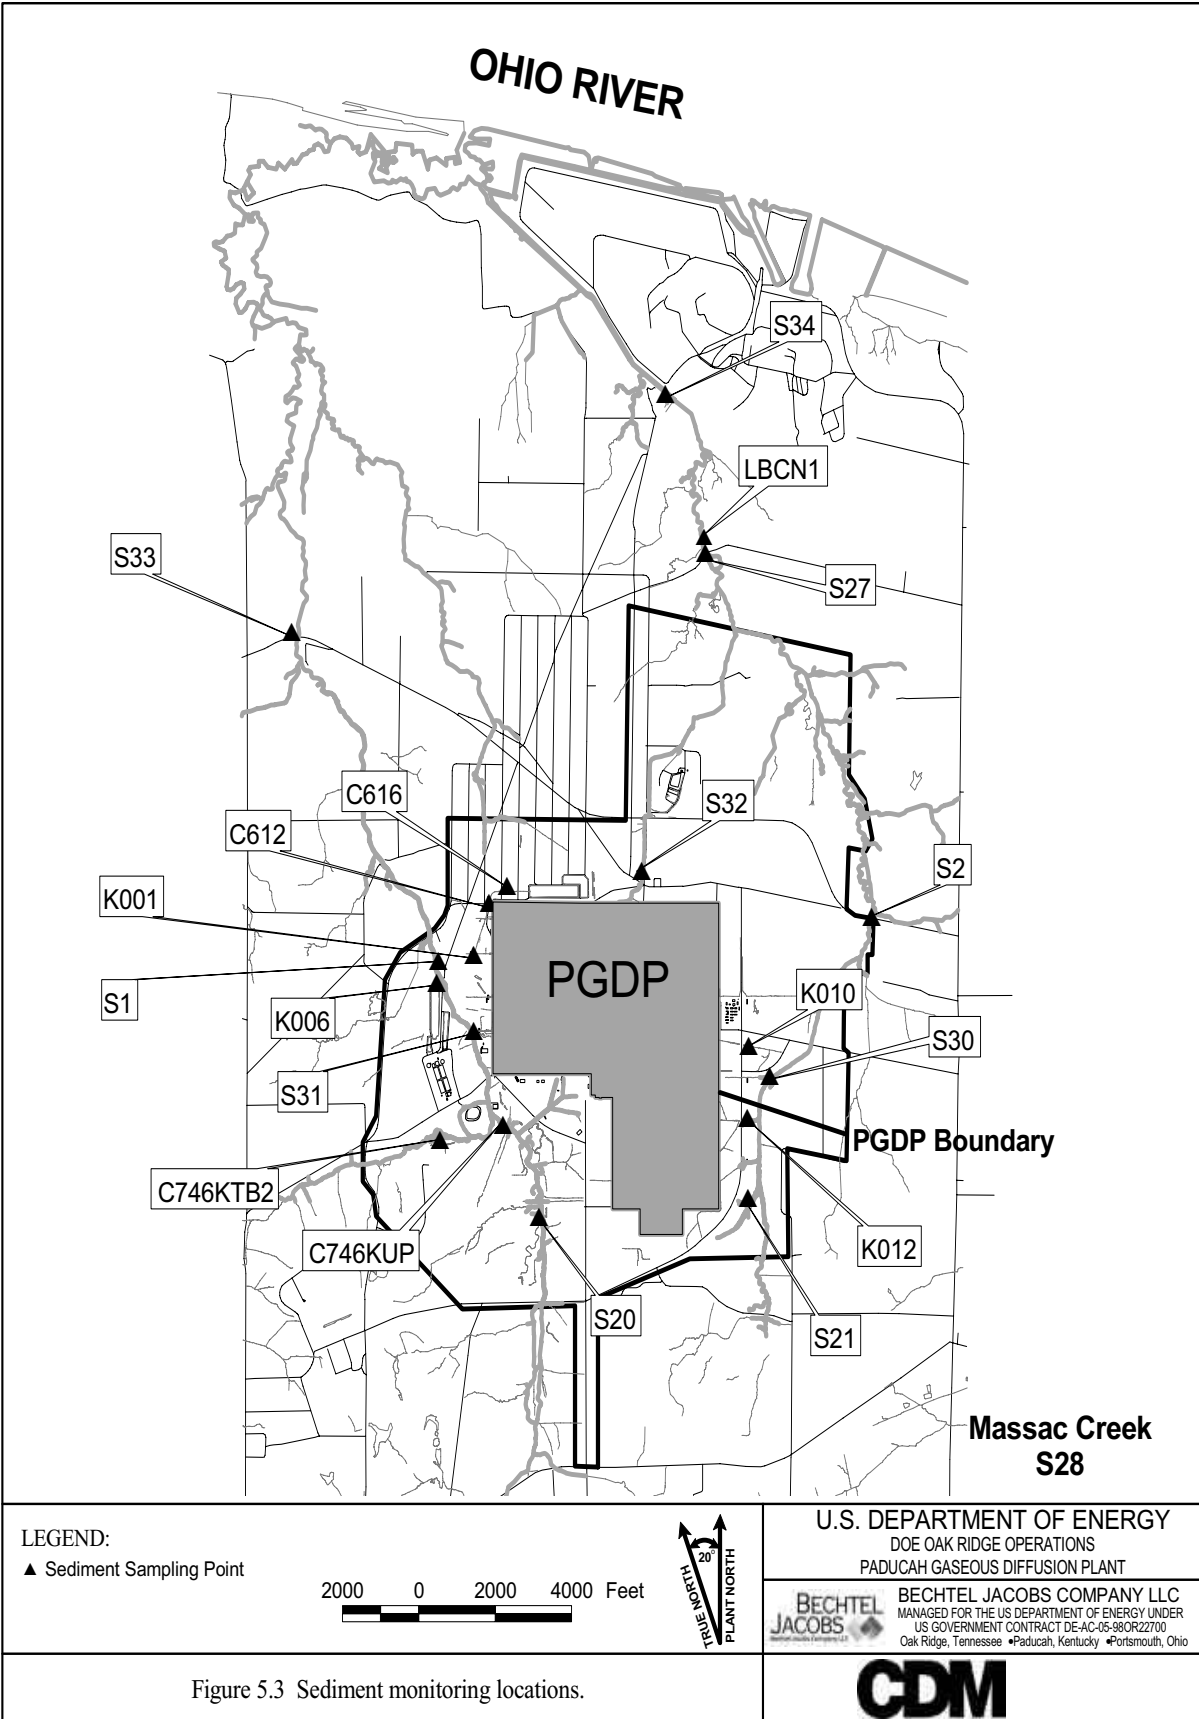 OHIO RIVER
S34
LBCN1
S33
S27
C616
S32
C612
S2
K001
PGDP
K010
S1
K006
S30
S31
PGDP Boundary
C746KTB2
K012
C746KUP
S20
S21
Massac Creek
S28
LEGEND:
▲ Sediment Sampling Point
2000 0 2000 4000 Feet
20°
TRUE NORTH
PLANT NORTH
U.S. DEPARTMENT OF ENERGY
DOE OAK RIDGE OPERATIONS
PADUCAH GASEOUS DIFFUSION PLANT
BECHTEL
JACOBS
BECHTEL JACOBS COMPANY LLC
MANAGED FOR THE US DEPARTMENT OF ENERGY UNDER
US GOVERNMENT CONTRACT DE-AC-05-98OR22700
Oak Ridge, Tennessee •Paducah, Kentucky •Portsmouth, Ohio
Figure 5.3 Sediment monitoring locations.
CDM